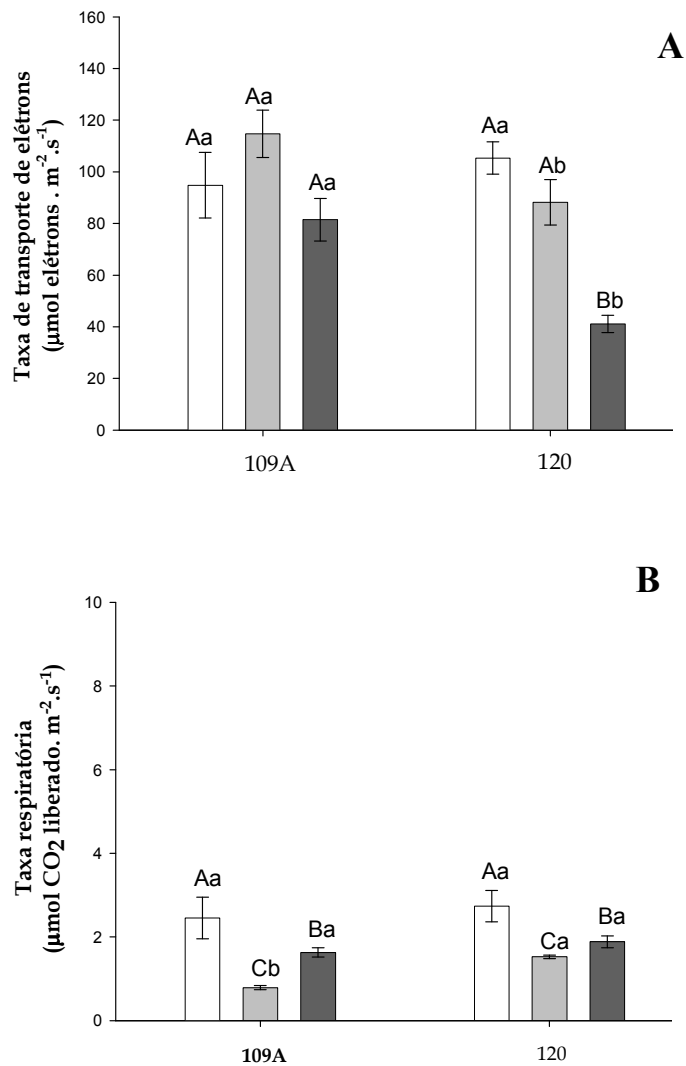 A
Taxa de transporte de elétrons
(µmol elétrons . m⁻².s⁻¹)
160
140
120
100
80
60
40
20
0
Aa
Aa
Aa
Aa
Ab
Bb
109A
120
B
Taxa respiratória
(µmol CO₂ liberado. m⁻².s⁻¹)
10
8
6
4
2
0
Aa
Cb
Ba
Aa
Ca
Ba
109A
120